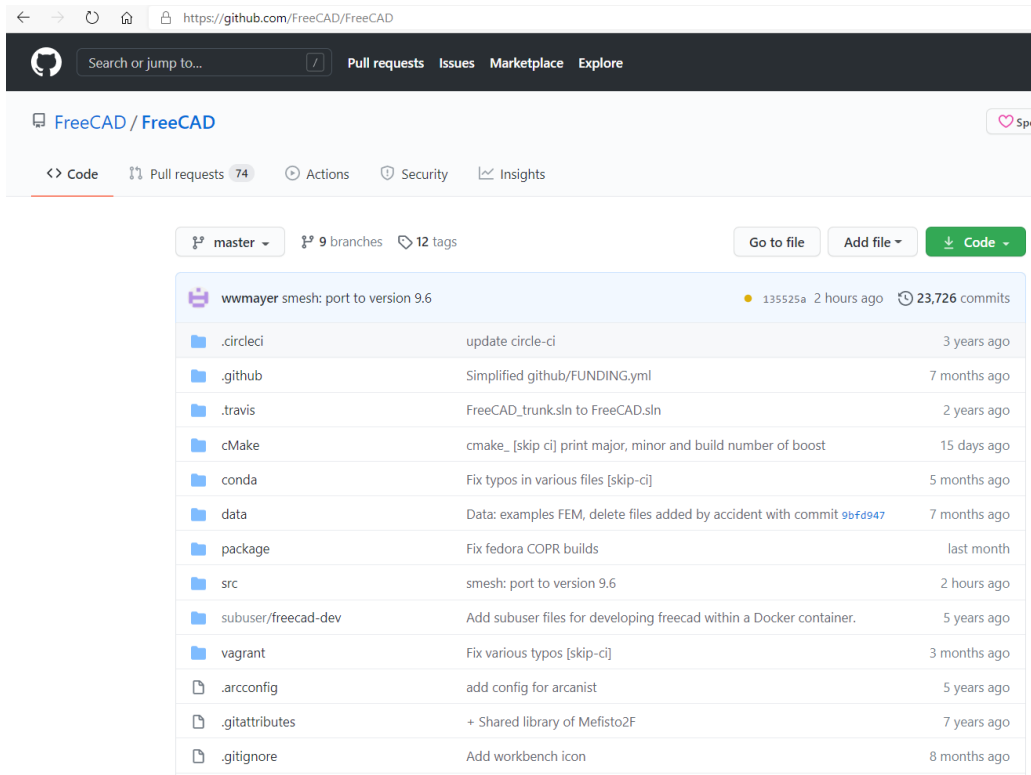 https://github.com/FreeCAD/FreeCAD
Search or jump to... / Pull requests Issues Marketplace Explore
FreeCAD / FreeCAD
<> Code Pull requests 74 Actions Security Insights
master 9 branches 12 tags Go to file Add file Code
wwmayer smesh: port to version 9.6 135525a 2 hours ago 23,726 commits
.circleci update circle-ci 3 years ago
.github Simplified github/FUNDING.yml 7 months ago
.travis FreeCAD_trunk.sln to FreeCAD.sln 2 years ago
cMake cmake_ [skip ci] print major, minor and build number of boost 15 days ago
conda Fix typos in various files [skip-ci] 5 months ago
data Data: examples FEM, delete files added by accident with commit 9bfd947 7 months ago
package Fix fedora COPR builds last month
src smesh: port to version 9.6 2 hours ago
subuser/freecad-dev Add subuser files for developing freecad within a Docker container. 5 years ago
vagrant Fix various typos [skip-ci] 3 months ago
.arcconfig add config for arcanist 5 years ago
.gitattributes + Shared library of Mefisto2F 7 years ago
.gitignore Add workbench icon 8 months ago